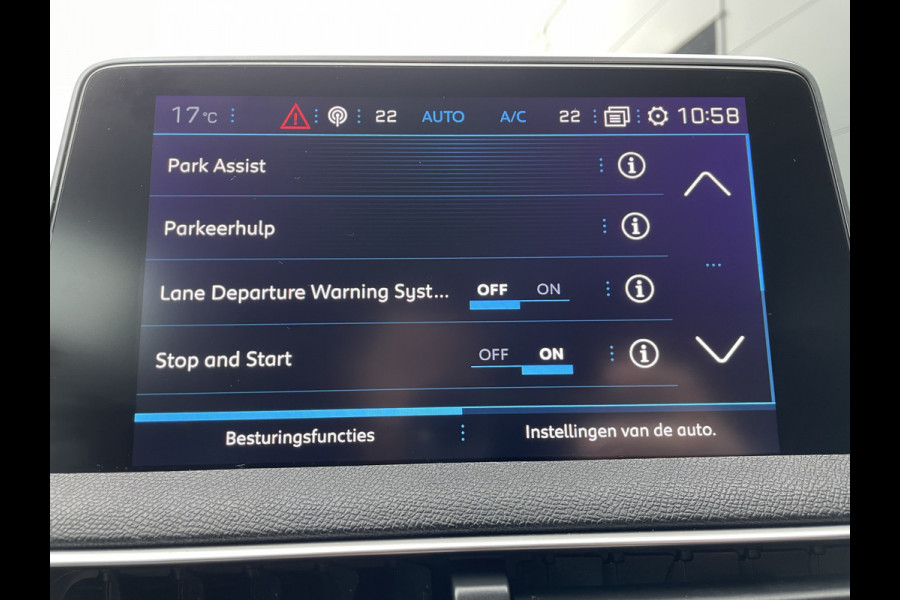 17°C 22 AUTO A/C 22 10:58
Park Assist
Parkeerhulp
Lane Departure Warning Syst... OFF ON
Stop and Start OFF ON
Besturingsfuncties Instellingen van de auto.